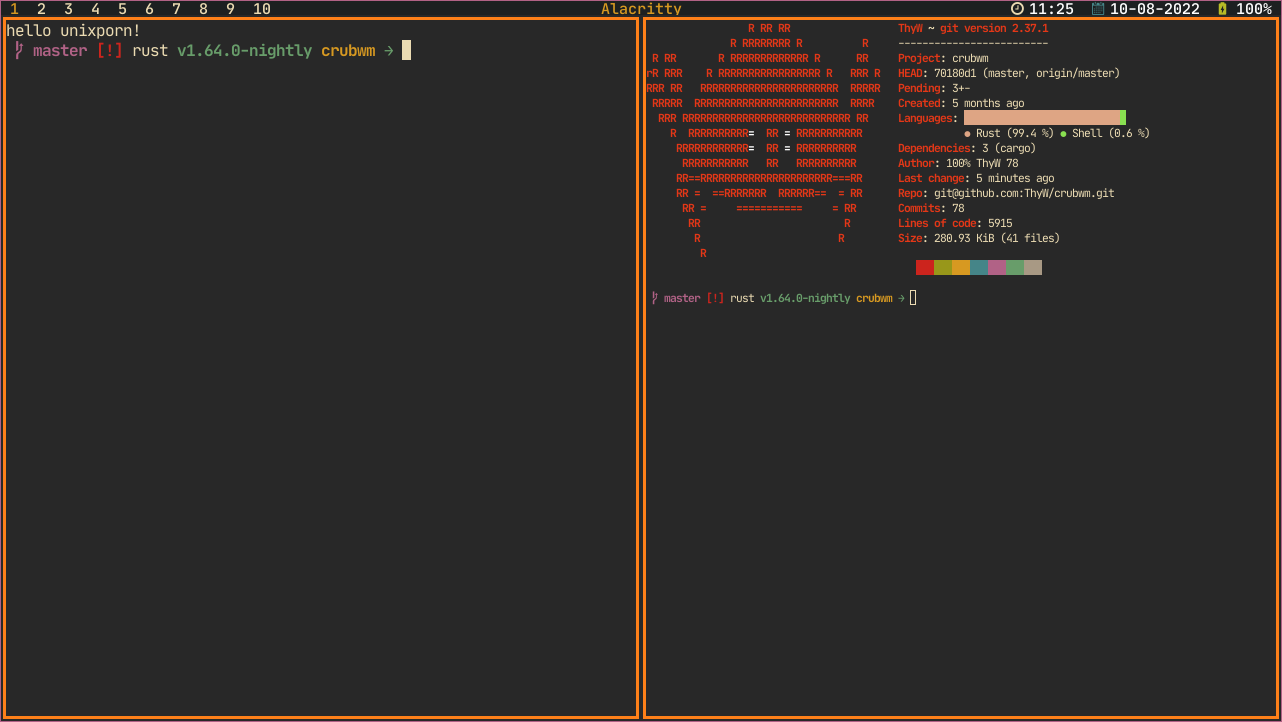 1 2 3 4 5 6 7 8 9 10 Alacritty 11:25 10-08-2022 100%
hello unixporn!
master [!] rust v1.64.0-nightly crubwm →
R RR RR
R RRRRRRRR R R
R RR R RRRRRRRRRRRRR R RR
rR RRR R RRRRRRRRRRRRRRRRR R RRR R
RRR RR RRRRRRRRRRRRRRRRRRRRRRR RRRRR
RRRRR RRRRRRRRRRRRRRRRRRRRRRRR RRRR
RRR RRRRRRRRRRRRRRRRRRRRRRRRRRRR RR
R RRRRRRRRRR= RR = RRRRRRRRRRR
RRRRRRRRRRRR= RR = RRRRRRRRRR
RRRRRRRRRRR RR RRRRRRRRRR
RR==RRRRRRRRRRRRRRRRRRRRRR===RR
RR = ==RRRRRRR RRRRRR== = RR
RR = =========== = RR
RR R
R R
R
ThyW ~ git version 2.37.1
-------------------------
Project: crubwm
HEAD: 70180d1 (master, origin/master)
Pending: 3+-
Created: 5 months ago
Languages:
● Rust (99.4 %) ● Shell (0.6 %)
Dependencies: 3 (cargo)
Author: 100% ThyW 78
Last change: 5 minutes ago
Repo: git@github.com:ThyW/crubwm.git
Commits: 78
Lines of code: 5915
Size: 280.93 KiB (41 files)
master [!] rust v1.64.0-nightly crubwm →